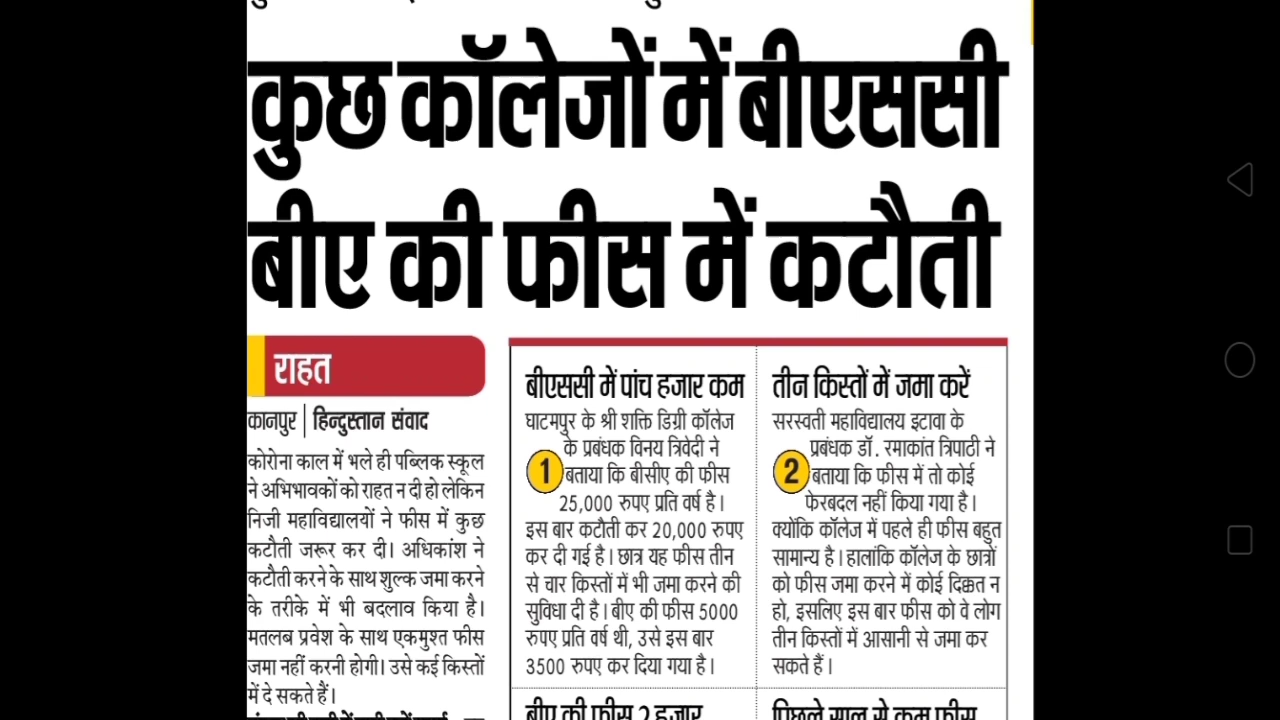 कुछ कॉलेजों में बीएससी
बीए की फीस में कटौती
राहत
कानपुर | हिन्दुस्तान संवाद
कोरोना काल में भले ही पब्लिक स्कूल
ने अभिभावकों को राहत न दी हो लेकिन
निजी महाविद्यालयों ने फीस में कुछ
कटौती जरूर कर दी। अधिकांश ने
कटौती करने के साथ शुल्क जमा करने
के तरीके में भी बदलाव किया है।
मतलब प्रवेश के साथ एकमुश्त फीस
जमा नहीं करनी होगी। उसे कई किस्तों
में दे सकते हैं।
बीएससी में पांच हजार कम
घाटमपुर के श्री शक्ति डिग्री कॉलेज
के प्रबंधक विनय त्रिवेदी ने
1 बताया कि बीसीए की फीस
25,000 रुपए प्रति वर्ष है।
इस बार कटौती कर 20,000 रुपए
कर दी गई है। छात्र यह फीस तीन
से चार किस्तों में भी जमा करने की
सुविधा दी है। बीए की फीस 5000
रुपए प्रति वर्ष थी, उसे इस बार
3500 रुपए कर दिया गया है।
बीए की फीस 2 हजार
तीन किस्तों में जमा करें
सरस्वती महाविद्यालय इटावा के
प्रबंधक डॉ. रमाकांत त्रिपाठी ने
2 बताया कि फीस में तो कोई
फेरबदल नहीं किया गया है।
क्योंकि कॉलेज में पहले ही फीस बहुत
सामान्य है। हालांकि कॉलेज के छात्रों
को फीस जमा करने में कोई दिक्कत न
हो, इसलिए इस बार फीस को वे लोग
तीन किस्तों में आसानी से जमा कर
सकते हैं।
पिछले साल से कम फीस